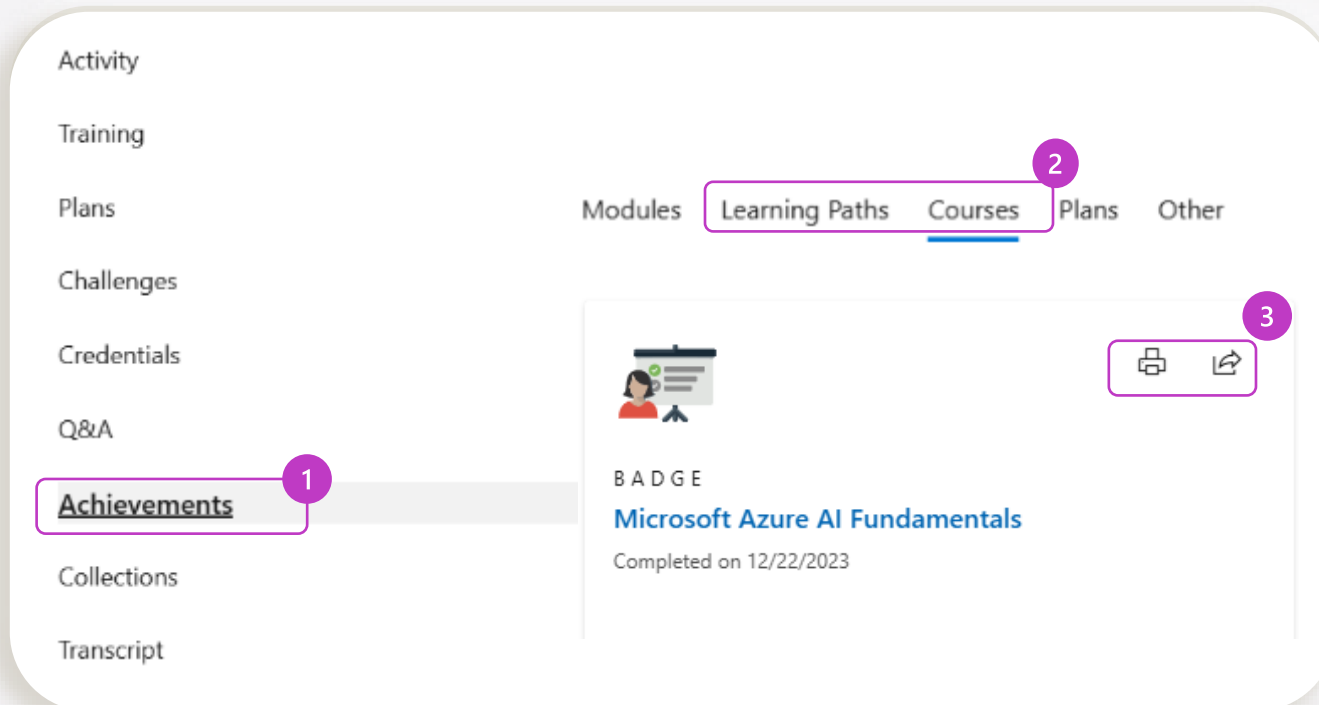 Activity
Training
Plans
Challenges
Credentials
Q&A
1
Achievements
Collections
Transcript
2
Modules Learning Paths Courses Plans Other
3
BADGE
Microsoft Azure AI Fundamentals
Completed on 12/22/2023